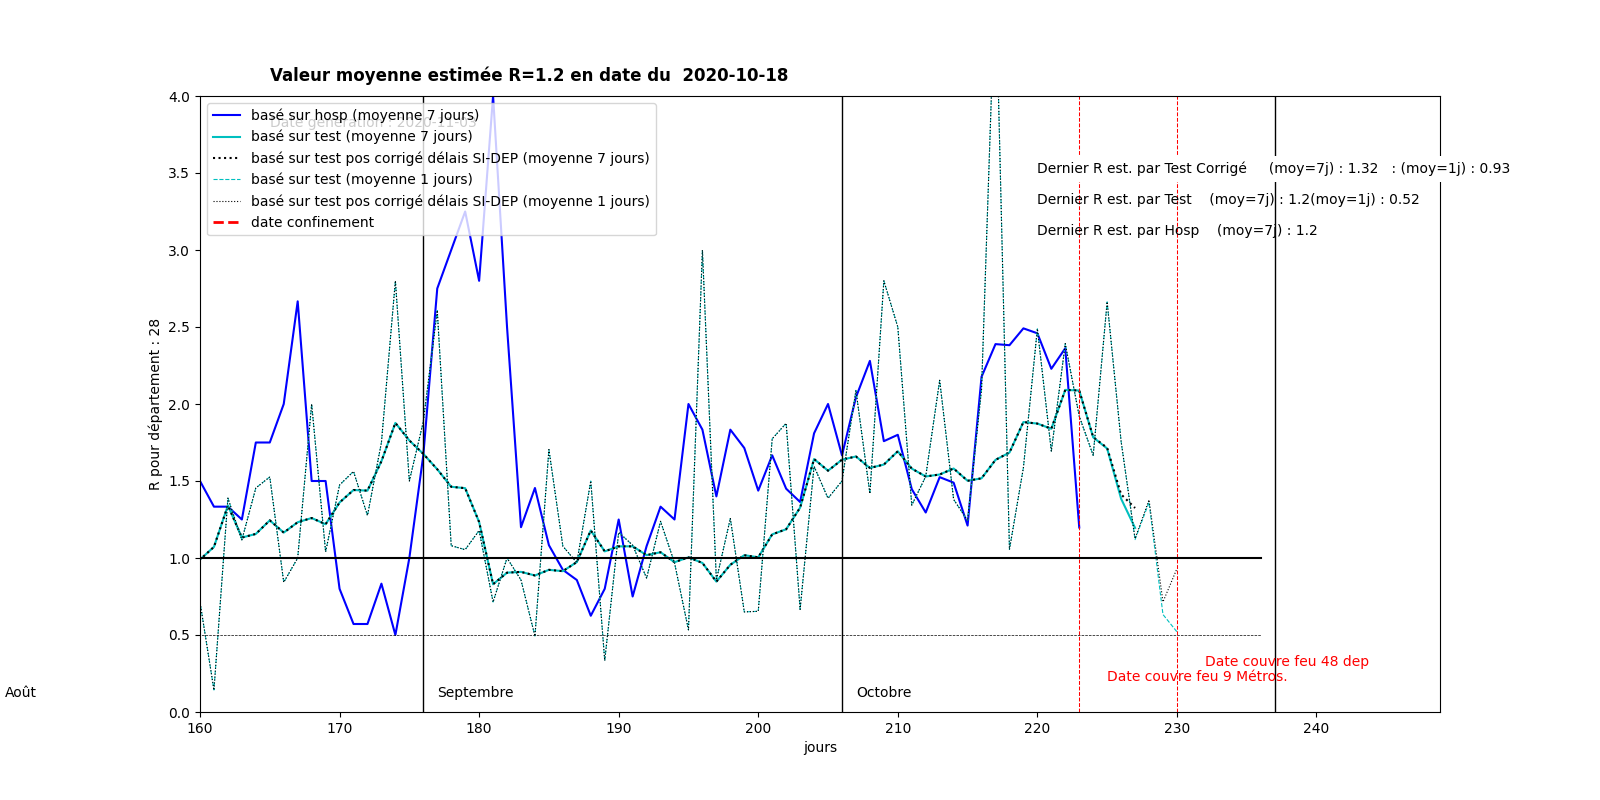 Valeur moyenne estimée R=1.2 en date du  2020-10-18
4.0
3.5
3.0
2.5
2.0
1.5
1.0
0.5
0.0
R pour département : 28
basé sur hosp (moyenne 7 jours)
Date génération : 2020-11-03
basé sur test (moyenne 7 jours)
basé sur test pos corrigé délais SI-DEP (moyenne 7 jours)
basé sur test (moyenne 1 jours)
basé sur test pos corrigé délais SI-DEP (moyenne 1 jours)
date confinement
Dernier R est. par Test Corrigé (moy=7j) : 1.32 : (moy=1j) : 0.93
Dernier R est. par Test (moy=7j) : 1.2(moy=1j) : 0.52
Dernier R est. par Hosp (moy=7j) : 1.2
Date couvre feu 48 dep
Date couvre feu 9 Métros.
Août
Septembre
Octobre
160 170 180 190 200 210 220 230 240
jours